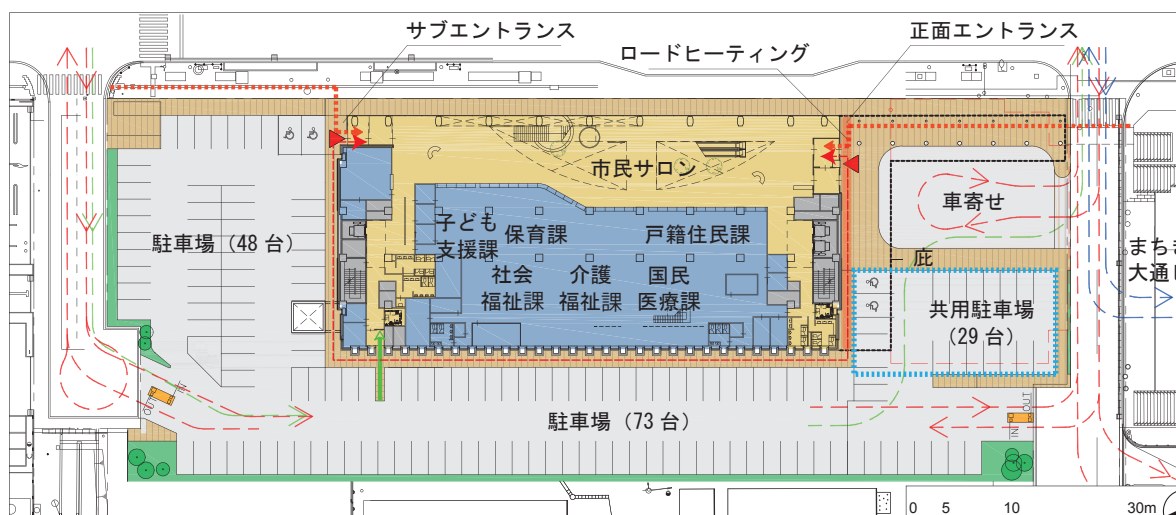 サブエントランス
正面エントランス
ロードヒーティング
市民サロン
車寄せ
子ども
支援課
保育課
戸籍住民課
駐車場（48 台）
庇
社会
福祉課
介護
福祉課
国民
医療課
大通
共用駐車場
（29 台）
IN
OUT
駐車場（73 台）
OUT
IN
0 5 10 30m